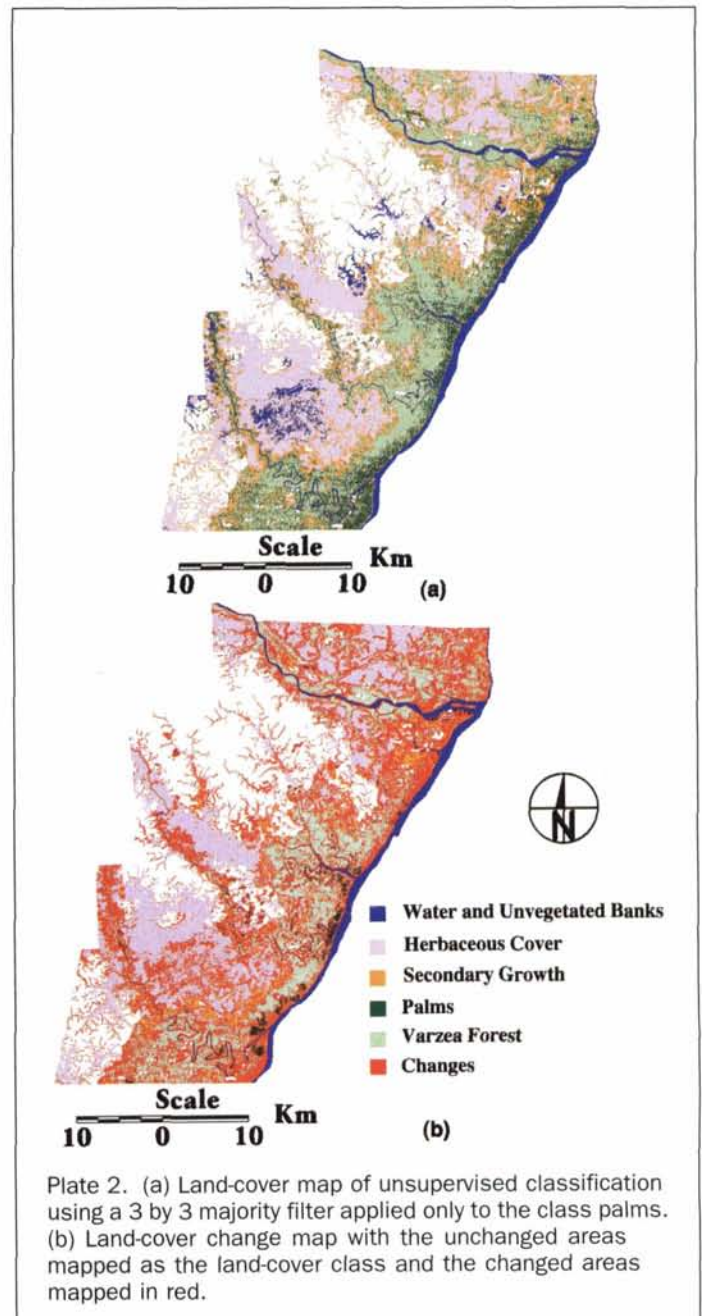 Scale
Km
10 0 10
(a)
N
Water and Unvegetated Banks
Herbaceous Cover
Secondary Growth
Palms
Varzea Forest
Changes
Scale
Km
10 0 10
(b)
Plate 2. (a) Land-cover map of unsupervised classification
using a 3 by 3 majority filter applied only to the class palms.
(b) Land-cover change map with the unchanged areas
mapped as the land-cover class and the changed areas
mapped in red.